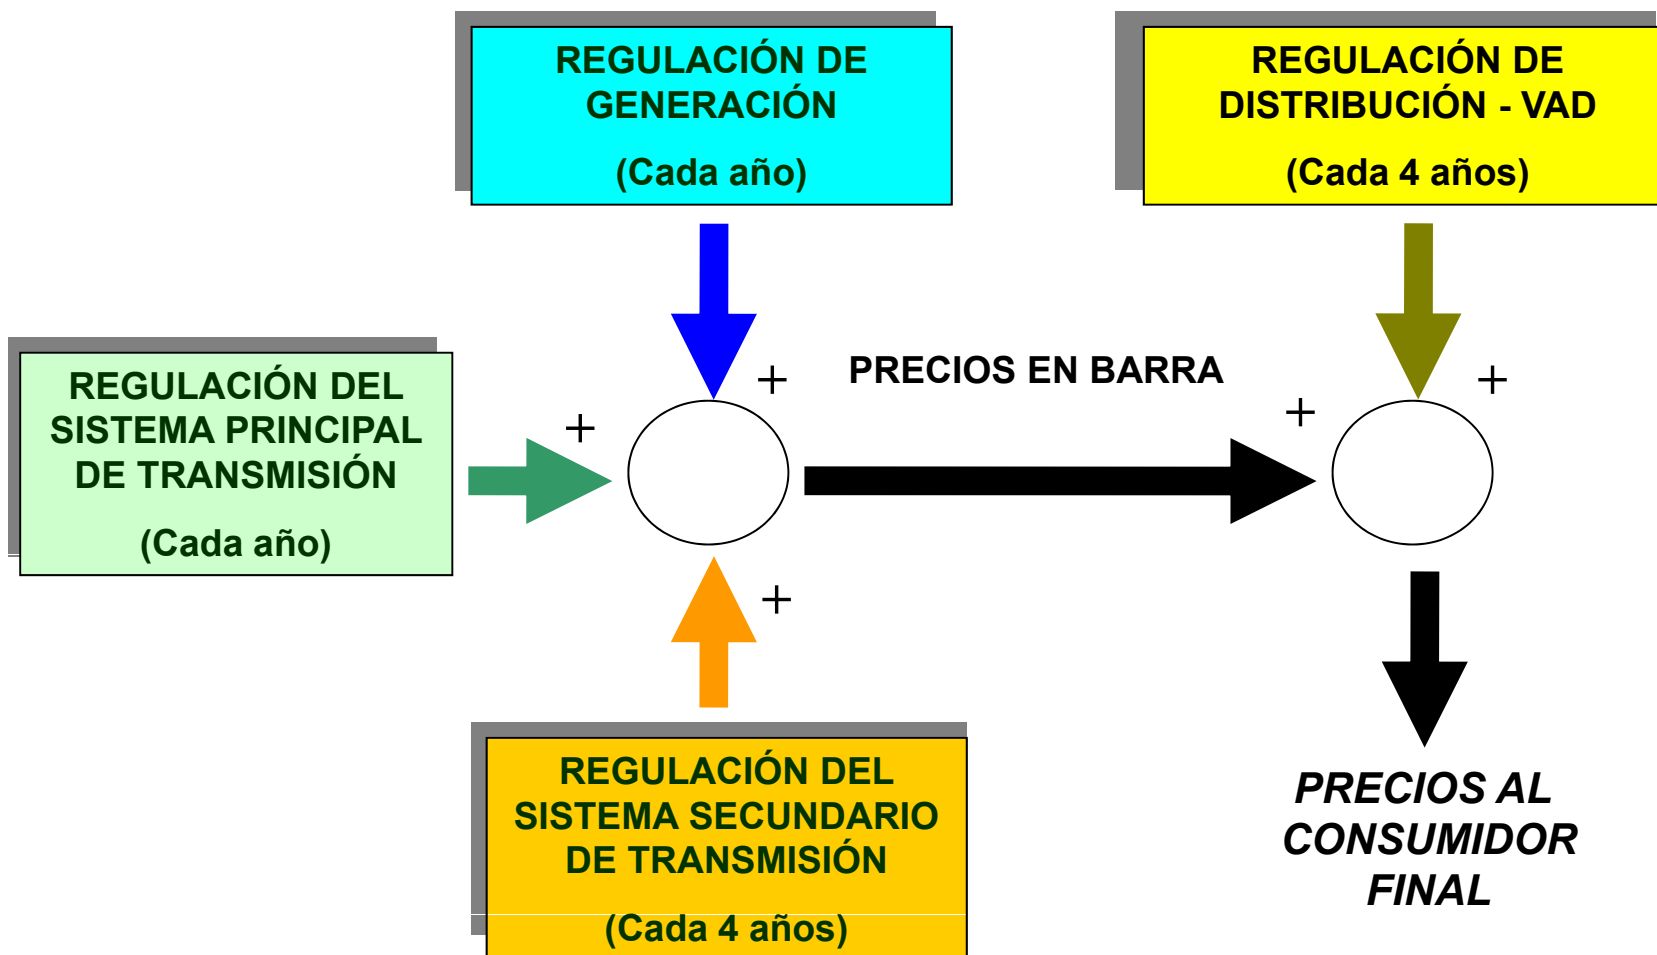 REGULACIÓN DE
GENERACIÓN
(Cada año)
REGULACIÓN DE
DISTRIBUCIÓN - VAD
(Cada 4 años)
REGULACIÓN DEL
SISTEMA PRINCIPAL
DE TRANSMISIÓN
(Cada año)
+
+
PRECIOS EN BARRA
+
+
+
REGULACIÓN DEL
SISTEMA SECUNDARIO
DE TRANSMISIÓN
(Cada 4 años)
PRECIOS AL
CONSUMIDOR
FINAL